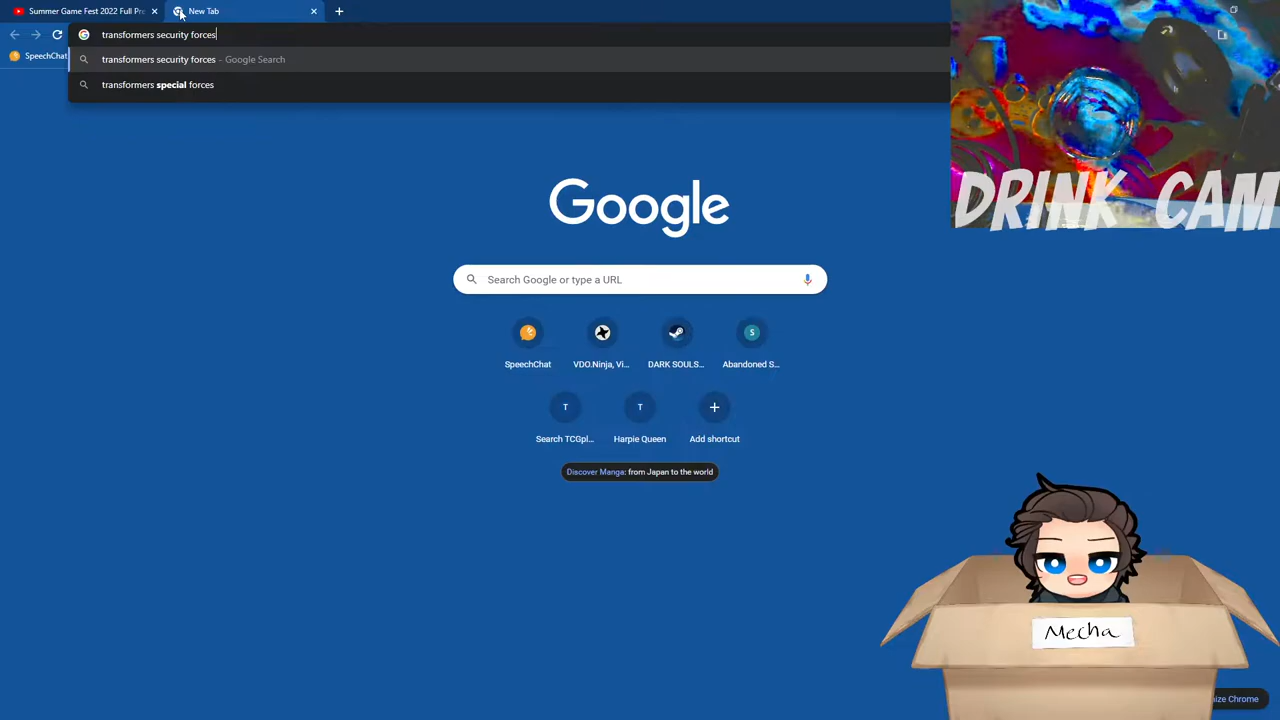 Summer Game Fest 2022 Full Pre
New Tab
transformers security forces
SpeechChat
transformers security forces - Google Search
transformers special forces
DRINK CAM
Google
Search Google or type a URL
SpeechChat
VDO.Ninja, Vi...
DARK SOULS...
S
Abandoned S...
T
Search TCGpl...
T
Harpie Queen
Add shortcut
Discover Manga: from Japan to the world
Mecha
ize Chrome